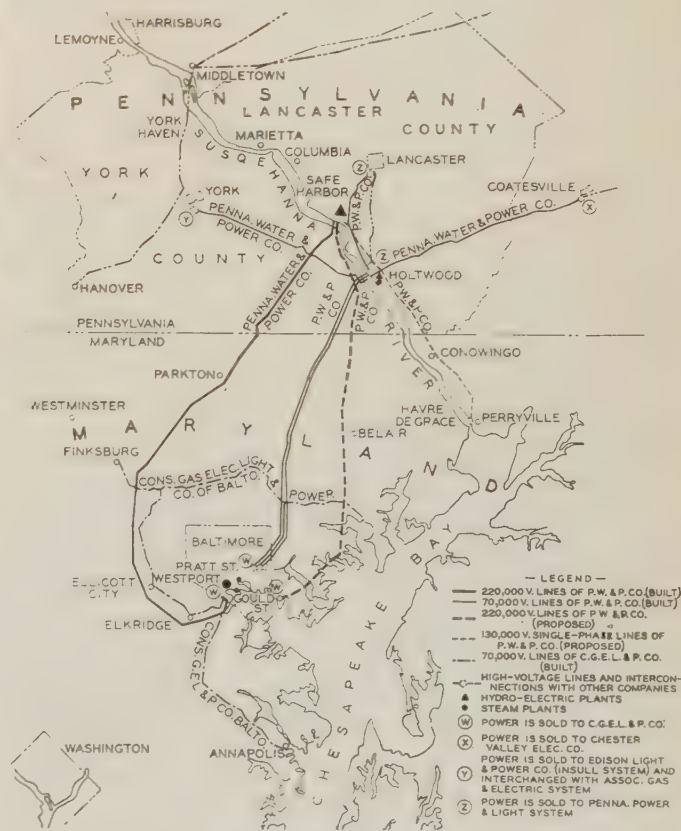 HARRISBURG
LEMOYNE
MIDDLETOWN
PENNSYLVANIA
LANCASTER
COUNTY
YORK
HAVEN
SUSQUEHANNA
MARIETTA
COLUMBIA
YORK
SAFE
HARBOR
P.W.&P.CO.
Z
LANCASTER
COATESVILLE
X
YORK
Y
PENNA. WATER &
POWER CO.
Z
PENNA. WATER & POWER CO.
COUNTY
HOLTWOOD
HANOVER
PENNA. WATER &
POWER CO.
P.W.&P.
CO.
P.W.&P.
CO.
P.W.&P.CO.
PENNSYLVANIA
MARYLAND
RIVER
CONOWINGO
PARKTON
WESTMINSTER
HAVRE
DE GRACE
PERRYVILLE
MARYLAND
BELAIR
FINKSBURG
CONS. GAS ELEC. LIGHT &
CO. OF BALTO.
POWER
BALTIMORE
PRATT ST.
W
WESTPORT
W
GOULD
ST.
W
ELLICOTT
CITY
ELKRIDGE
CONS. G.E.L. & P. CO. BALTO.
CHESAPEAKE BAY
ANNAPOLIS
WASHINGTON
— LEGEND —
220,000 V. LINES OF P.W. & P. CO. (BUILT)
70,000 V. LINES OF P.W. & P. CO. (BUILT)
220,000 V. LINES OF P W & P. CO.
(PROPOSED)
130,000 V. SINGLE-PHASE LINES OF
P.W. & P. CO. (PROPOSED)
70,000 V. LINES OF C.G.E.L. & P. CO.
(BUILT)
HIGH-VOLTAGE LINES AND INTERCON-
NECTIONS WITH OTHER COMPANIES
HYDRO-ELECTRIC PLANTS
STEAM PLANTS
W POWER IS SOLD TO C.G.E.L. & P. CO.
X POWER IS SOLD TO CHESTER
VALLEY ELEC. CO.
Y POWER IS SOLD TO EDISON LIGHT
& POWER CO. (INSULL SYSTEM) AND
INTERCHANGED WITH ASSOC. GAS
& ELECTRIC SYSTEM
Z POWER IS SOLD TO PENNA. POWER
& LIGHT SYSTEM